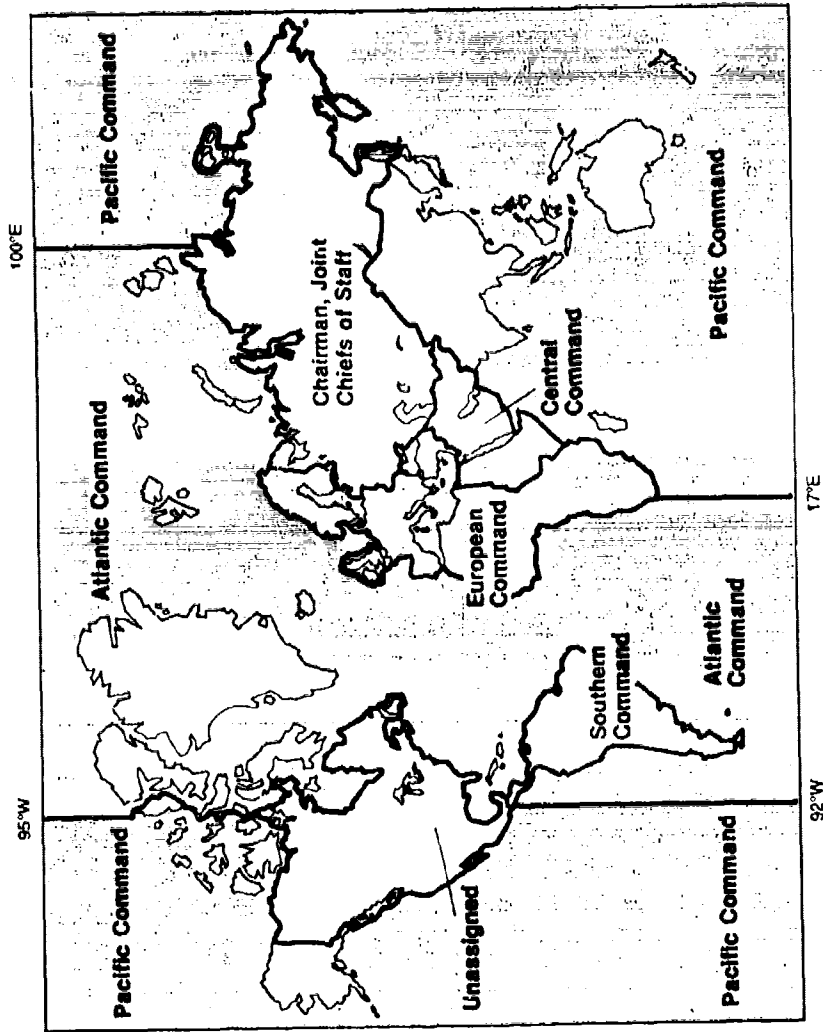 95°W
100°E
Pacific Command
Atlantic Command
Pacific Command
Chairman, Joint
Chiefs of Staff
Unassigned
European
Command
Central
Command
Southern
Command
Pacific Command
Atlantic
Command
Pacific Command
92°W
17°E